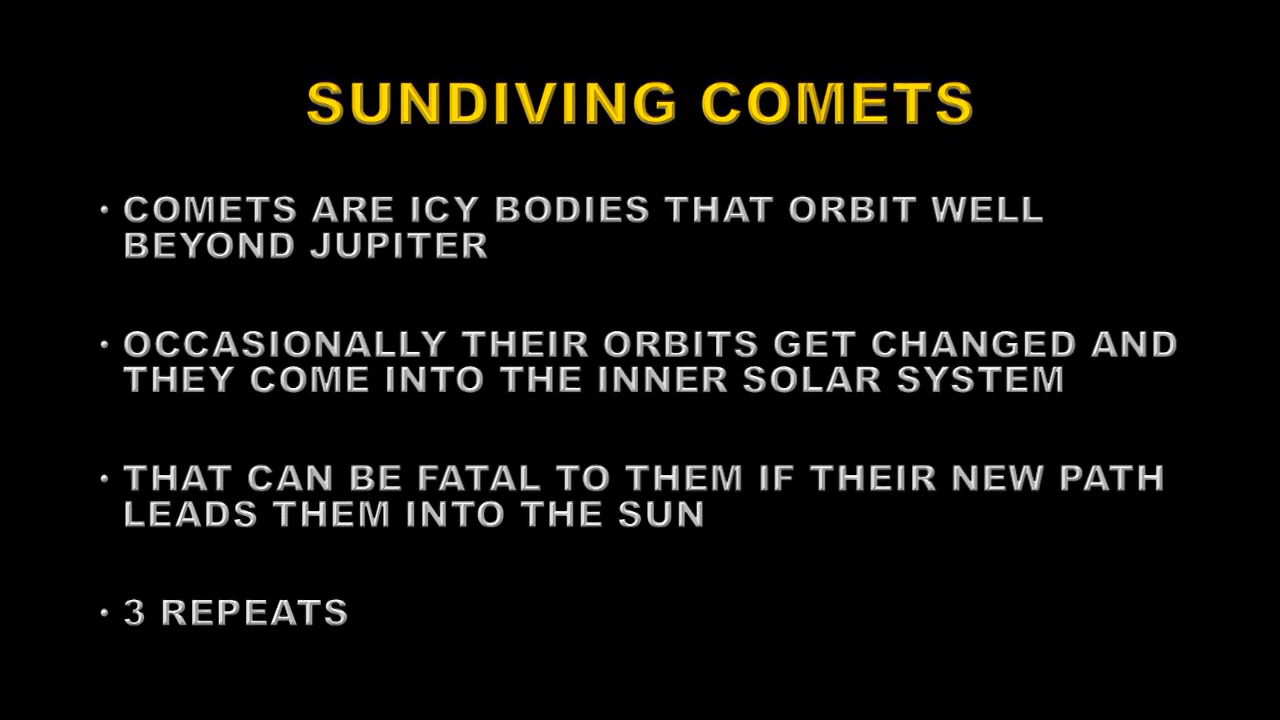 SUNDIVING COMETS
• COMETS ARE ICY BODIES THAT ORBIT WELL
BEYOND JUPITER
• OCCASIONALLY THEIR ORBITS GET CHANGED AND
THEY COME INTO THE INNER SOLAR SYSTEM
• THAT CAN BE FATAL TO THEM IF THEIR NEW PATH
LEADS THEM INTO THE SUN
• 3 REPEATS